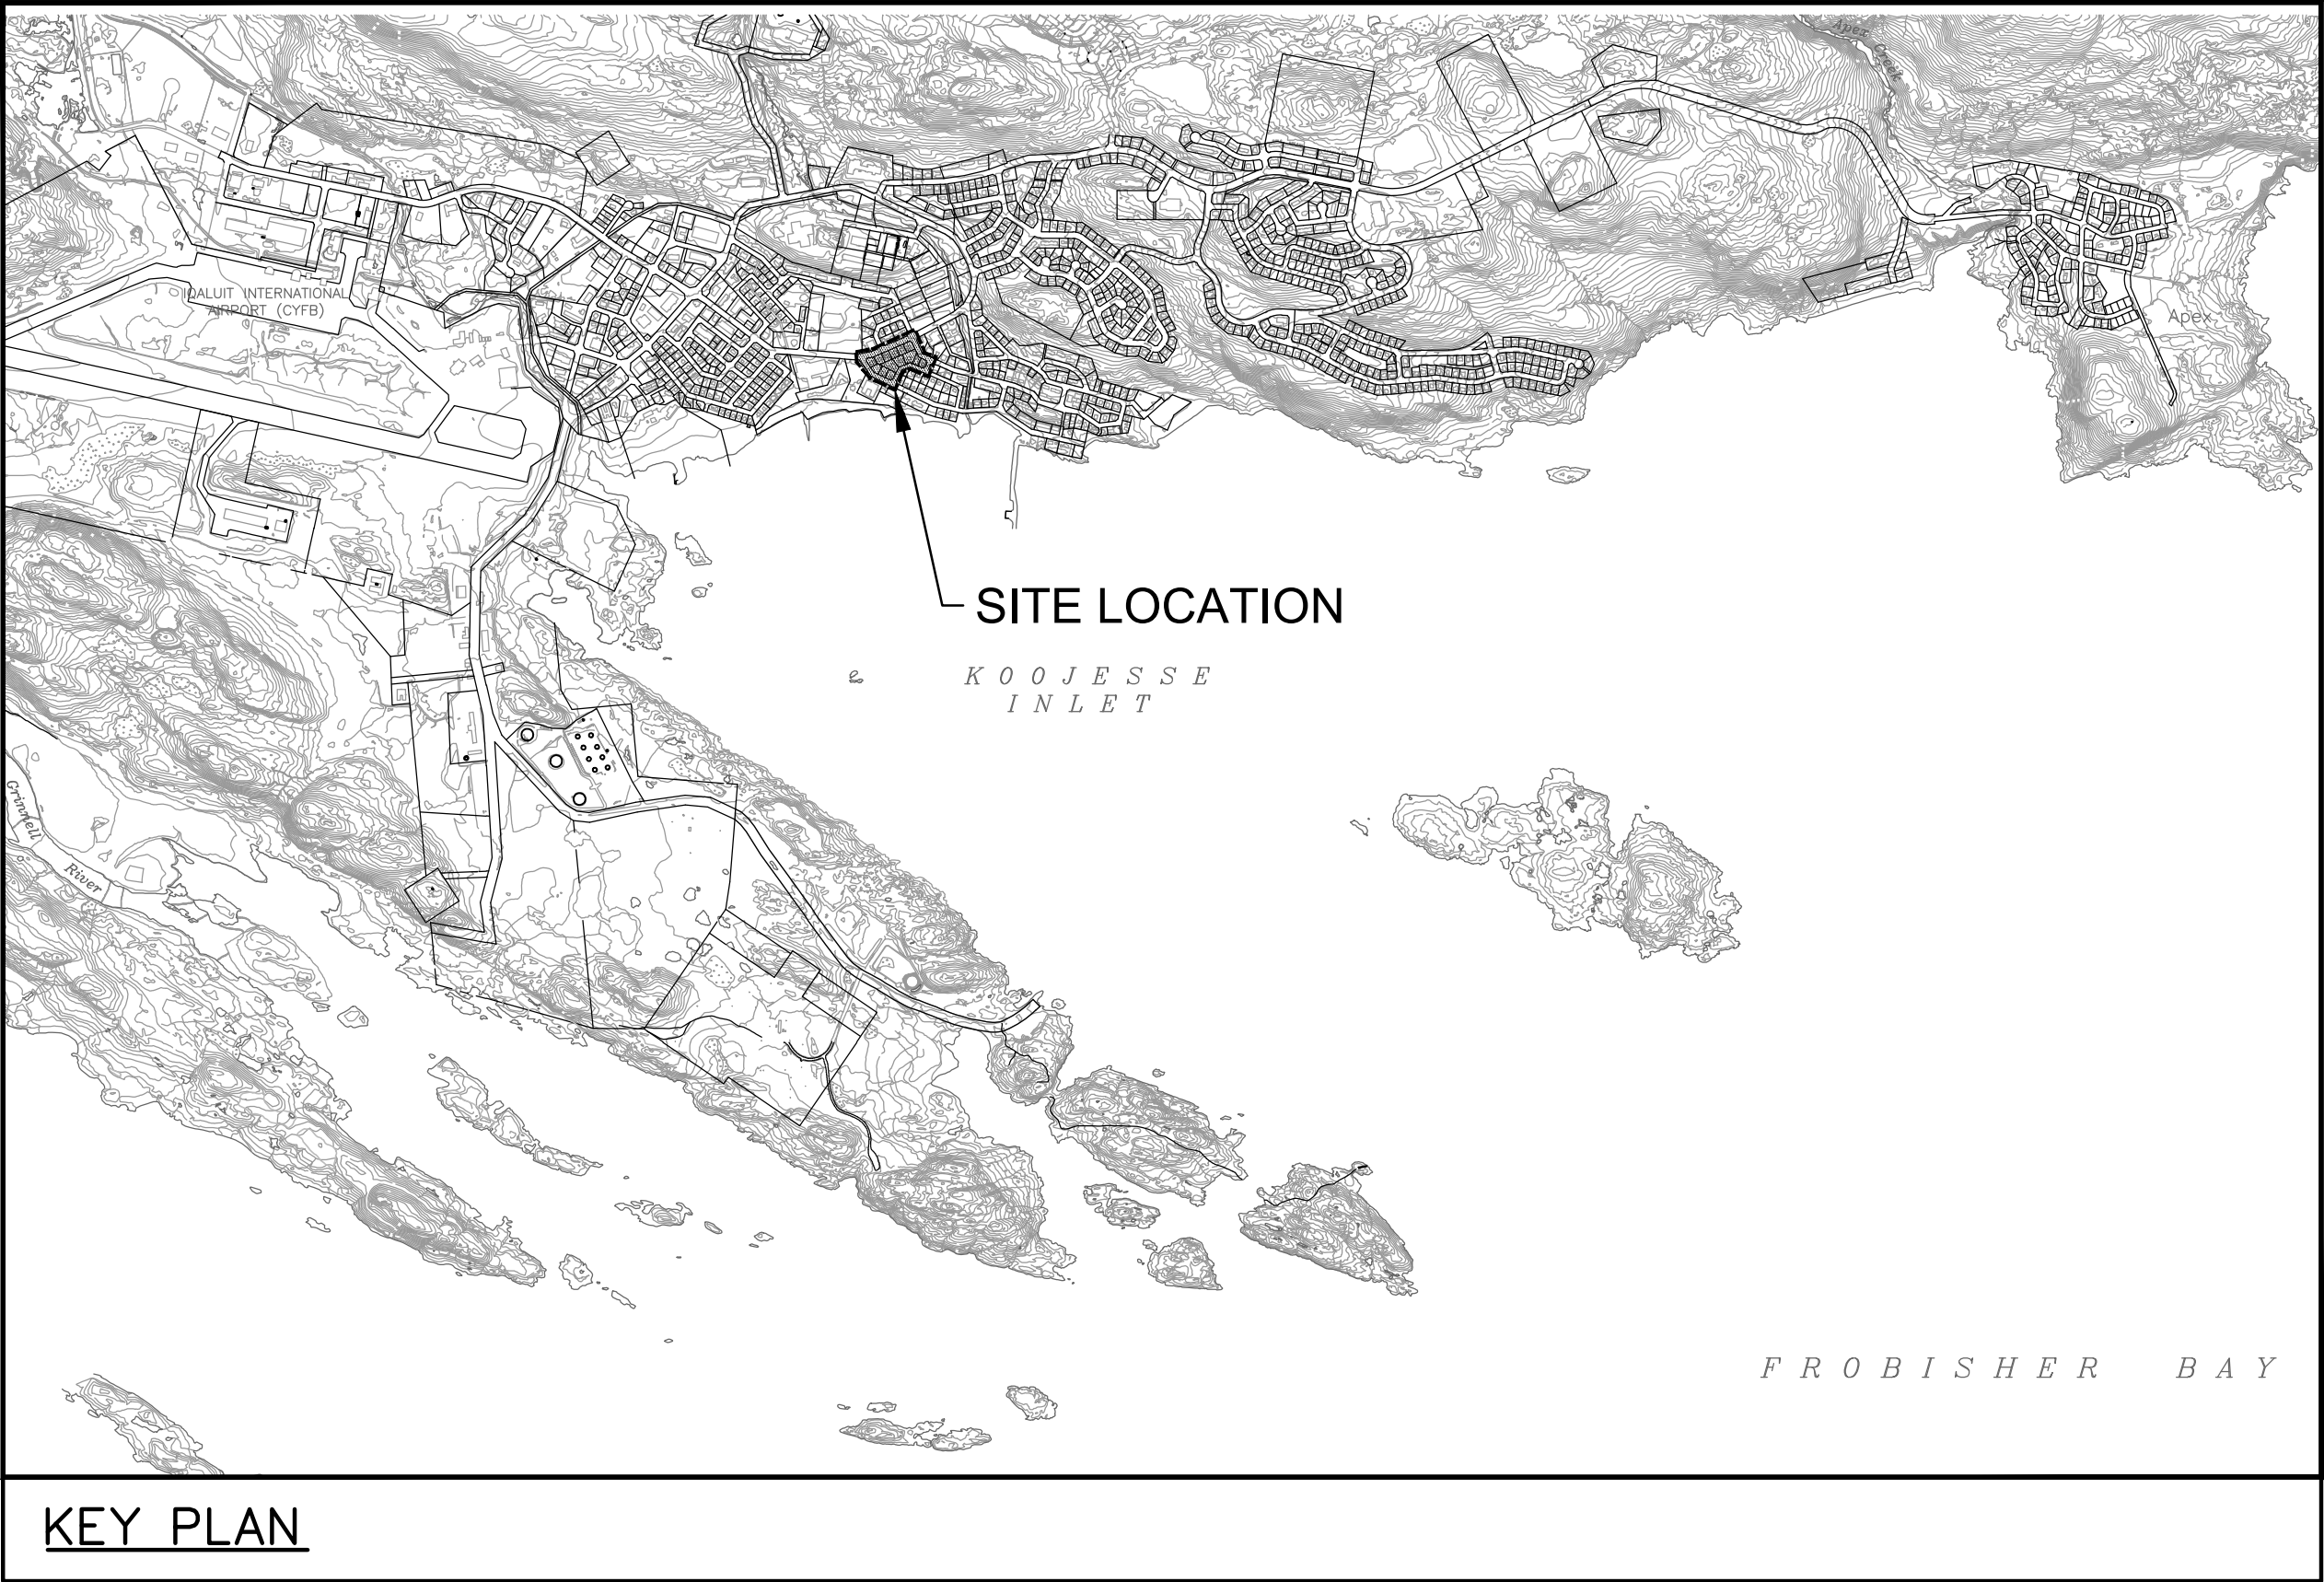 Apex Creek
IQALUIT INTERNATIONAL
AIRPORT (CYFB)
Apex
SITE LOCATION
KOOJESSE
INLET
Grinnell
River
FROBISHER BAY
KEY PLAN